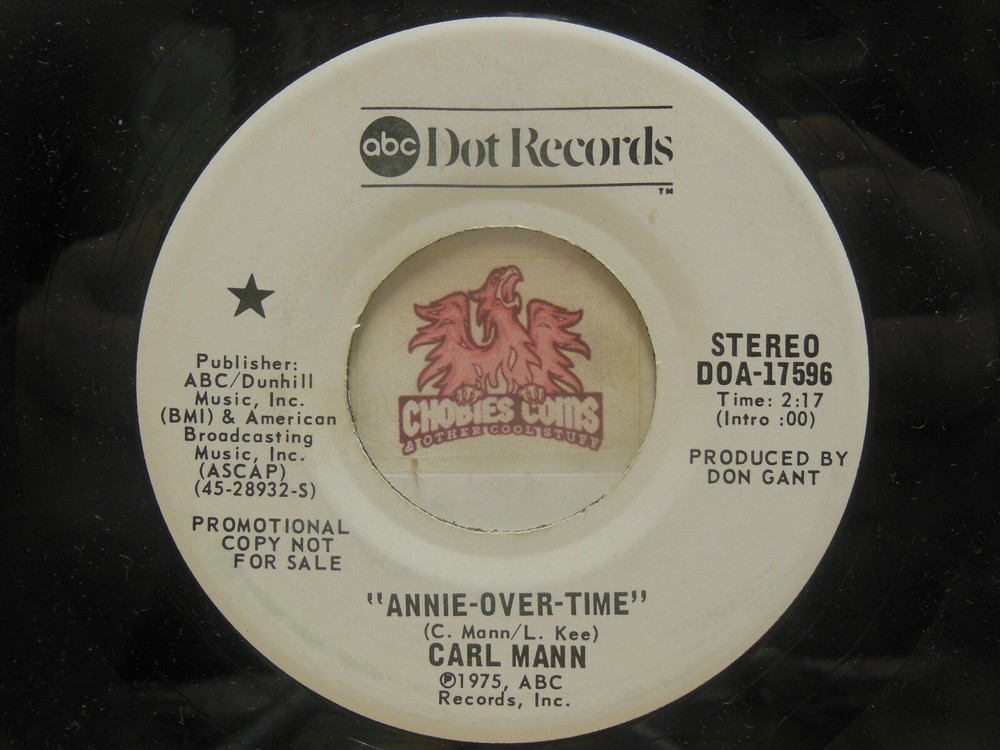 abc Dot Records
TM
Publisher:
ABC/Dunhill
Music, Inc.
(BMI) & American
Broadcasting
Music, Inc.
(ASCAP)
(45-28932-S)
PROMOTIONAL
COPY NOT
FOR SALE
CHOBIES COINS
& OTHER COOL STUFF
STEREO
DOA-17596
Time: 2:17
(Intro :00)
PRODUCED BY
DON GANT
"ANNIE-OVER-TIME"
(C. Mann/L. Kee)
CARL MANN
℗1975, ABC
Records, Inc.